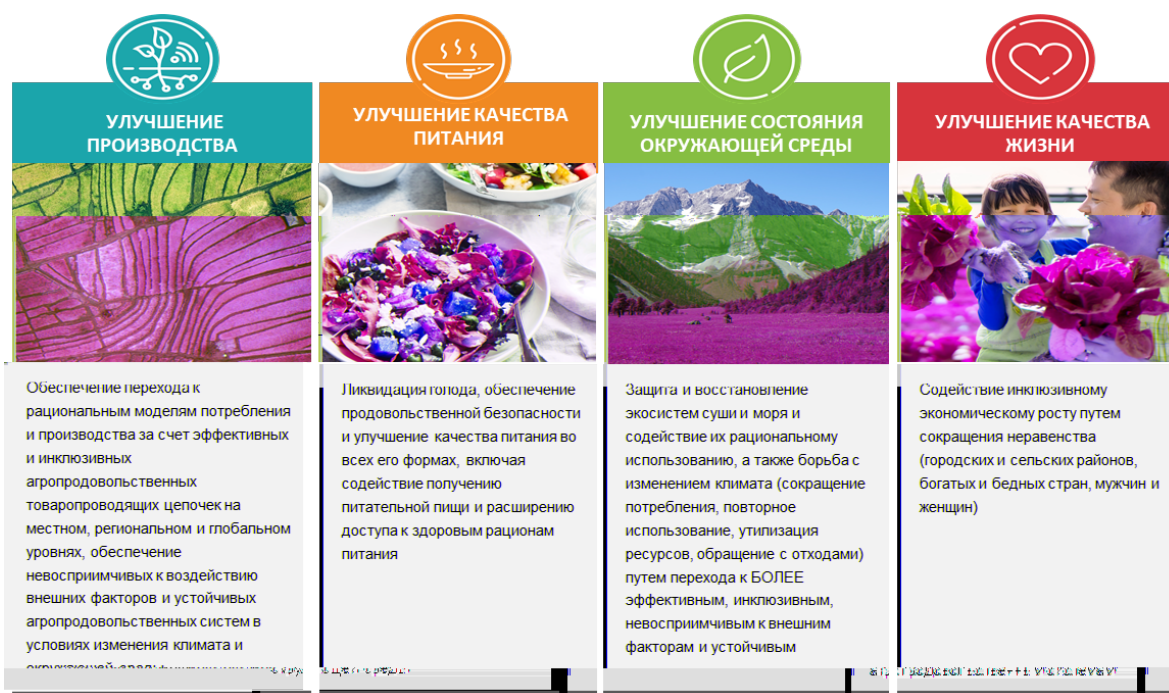 УЛУЧШЕНИЕ
ПРОИЗВОДСТВА
Обеспечение перехода к
рациональным моделям потребления
и производства за счет эффективных
и инклюзивных
агропродовольственных
товаропроводящих цепочек на
местном, региональном и глобальном
уровнях, обеспечение
невосприимчивых к воздействию
внешних факторов и устойчивых
агропродовольственных систем в
условиях изменения климата и
УЛУЧШЕНИЕ КАЧЕСТВА
ПИТАНИЯ
Ликвидация голода, обеспечение
продовольственной безопасности
и улучшение качества питания во
всех его формах, включая
содействие получению
питательной пищи и расширению
доступа к здоровым рационам
питания
УЛУЧШЕНИЕ СОСТОЯНИЯ
ОКРУЖАЮЩЕЙ СРЕДЫ
Защита и восстановление
экосистем суши и моря и
содействие их рациональному
использованию, а также борьба с
изменением климата (сокращение
потребления, повторное
использование, утилизация
ресурсов, обращение с отходами)
путем перехода к БОЛЕЕ
эффективным, инклюзивным,
невосприимчивым к внешним
факторам и устойчивым
УЛУЧШЕНИЕ КАЧЕСТВА
ЖИЗНИ
Содействие инклюзивному
экономическому росту путем
сокращения неравенства
(городских и сельских районов,
богатых и бедных стран, мужчин и
женщин)